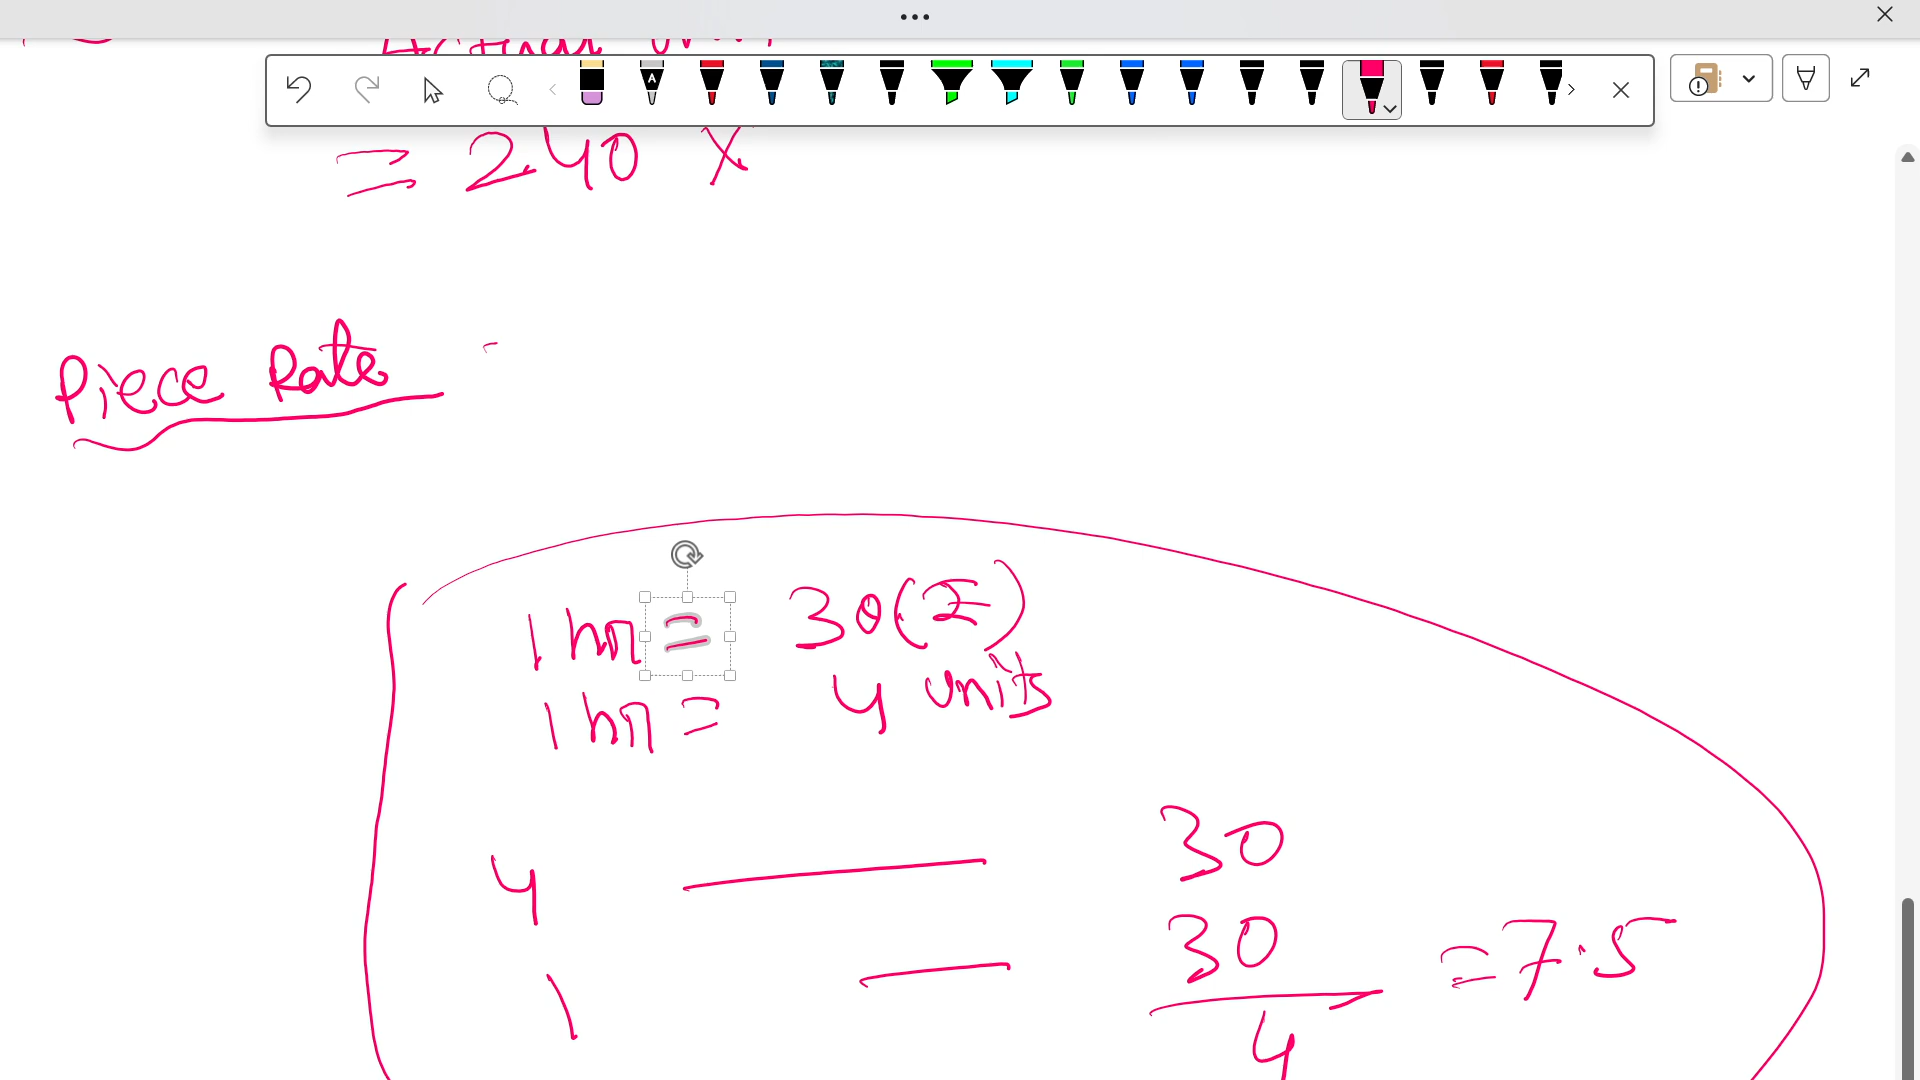 = 240 X
Piece Rate -
1 hr = 30(₹)
1 hr = 4 units
4 — 30
1 — 30/4 = 7.5